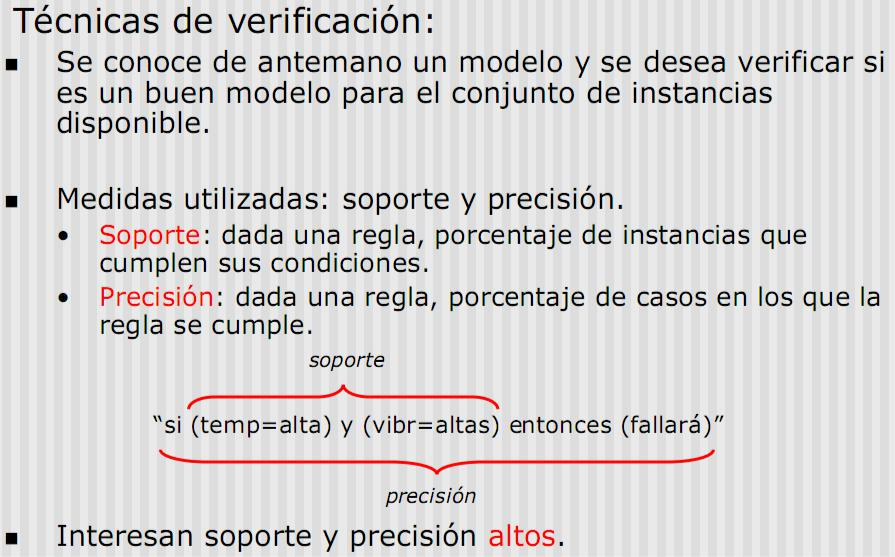 Técnicas de verificación:
▪ Se conoce de antemano un modelo y se desea verificar si
es un buen modelo para el conjunto de instancias
disponible.
▪ Medidas utilizadas: soporte y precisión.
• Soporte: dada una regla, porcentaje de instancias que
cumplen sus condiciones.
• Precisión: dada una regla, porcentaje de casos en los que la
regla se cumple.
soporte
“si (temp=alta) y (vibr=altas) entonces (fallará)”
precisión
▪ Interesan soporte y precisión altos.